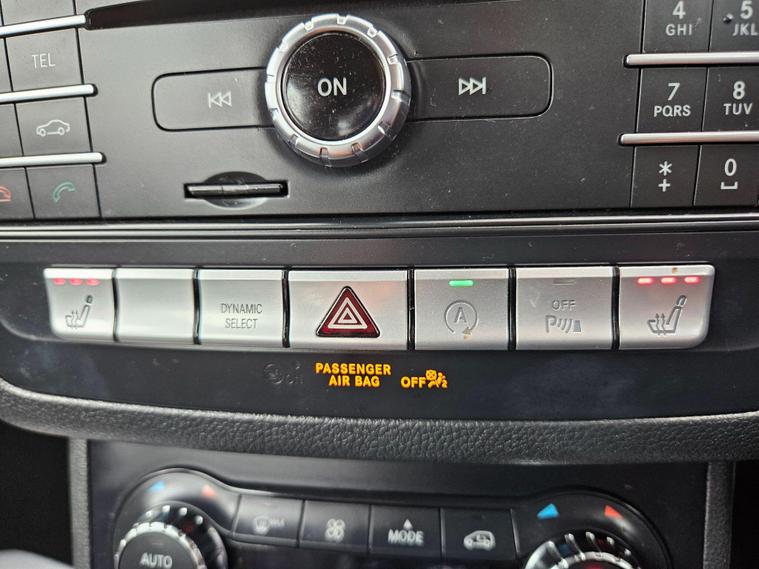 4
GHI
5
JKL
TEL
ON
7
PQRS
8
TUV
*
+
0
DYNAMIC
SELECT
A
OFF
P
PASSENGER
AIR BAG
OFF
AUTO
MODE